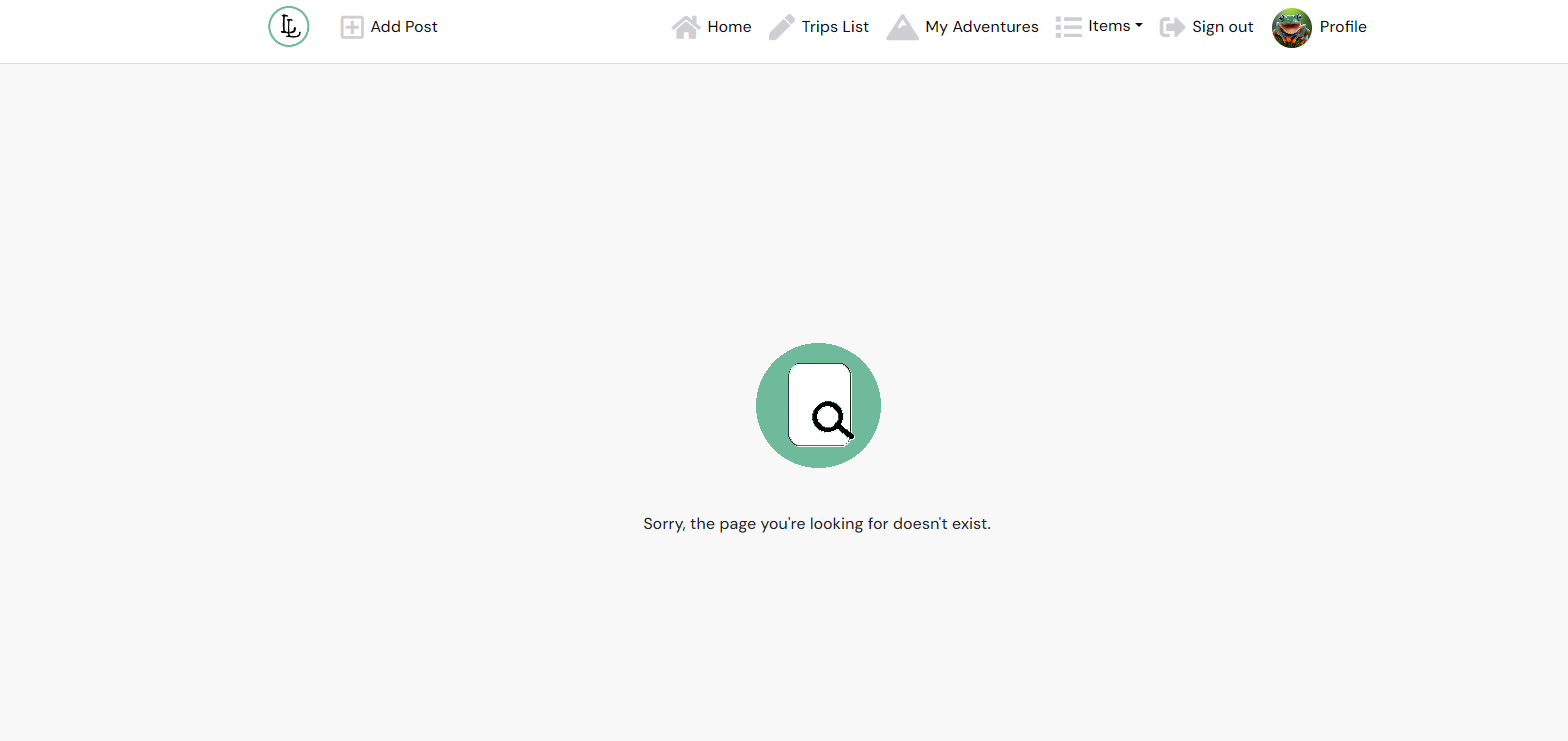 LL Add Post Home Trips List My Adventures Items Sign out Profile
Sorry, the page you're looking for doesn't exist.